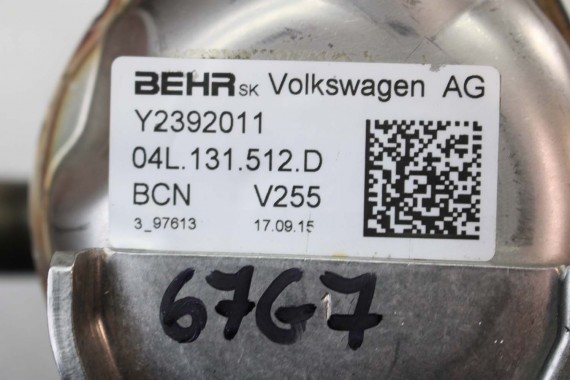 BEHR SK Volkswagen AG
Y2392011
04L.131.512.D
BCN V255
3_97613 17.09.15
67G7